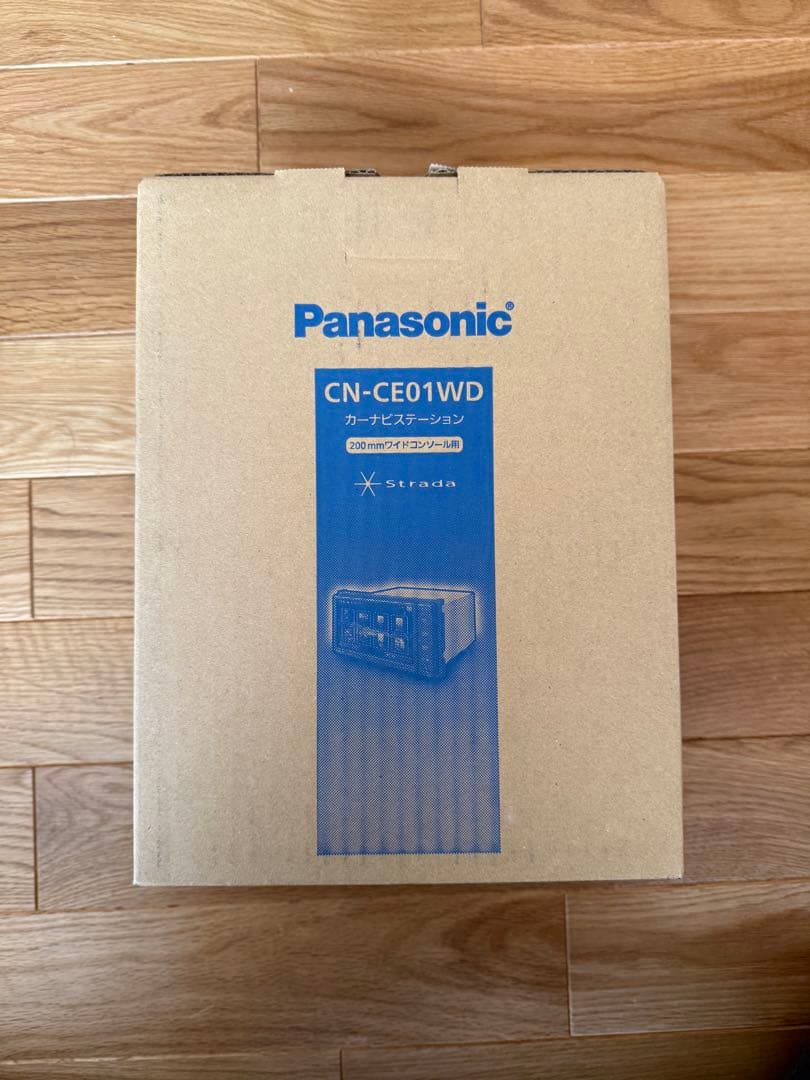 Panasonic®
CN-CE01WD
カーナビステーション
200mmワイドコンソール用
Strada